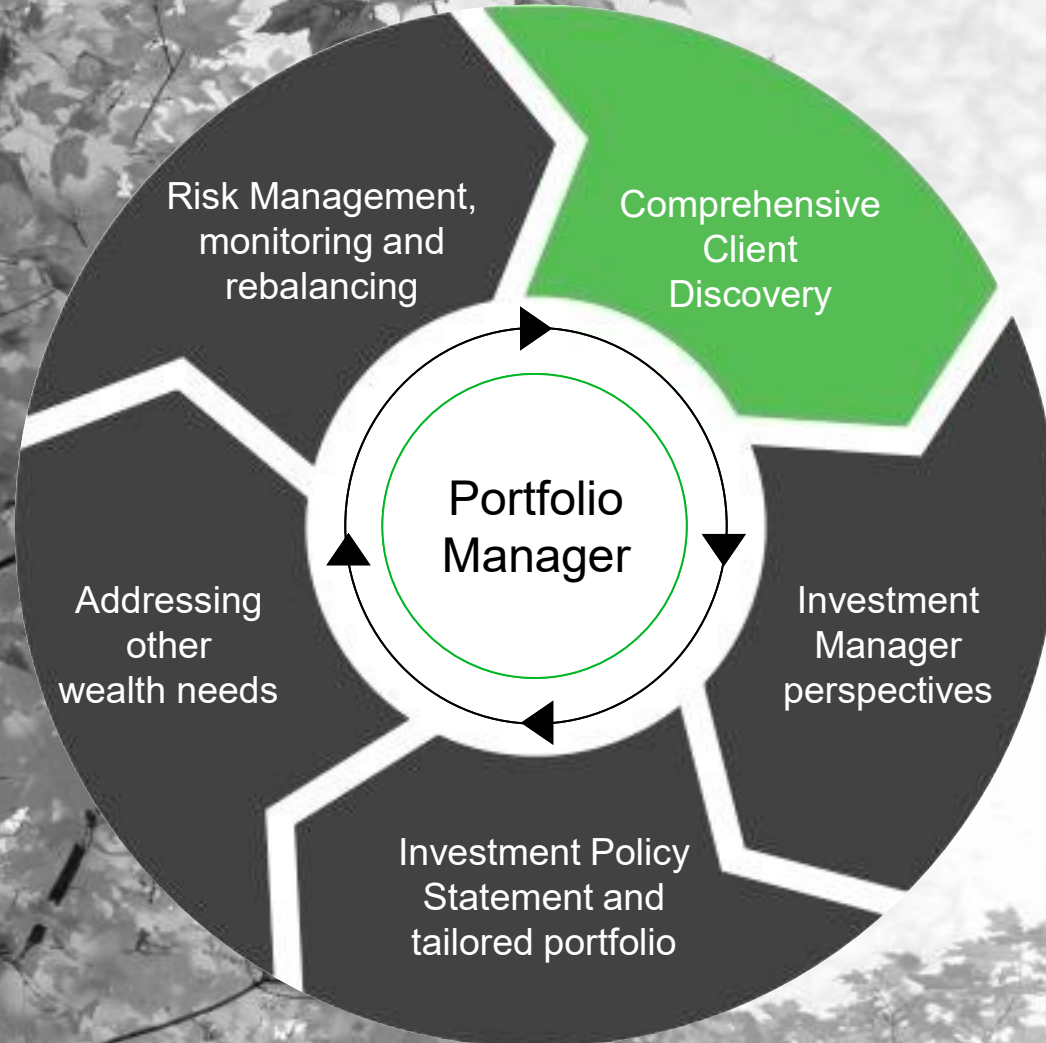 Risk Management,
monitoring and
rebalancing
Comprehensive
Client
Discovery
Portfolio
Manager
Addressing
other
wealth needs
Investment
Manager
perspectives
Investment Policy
Statement and
tailored portfolio